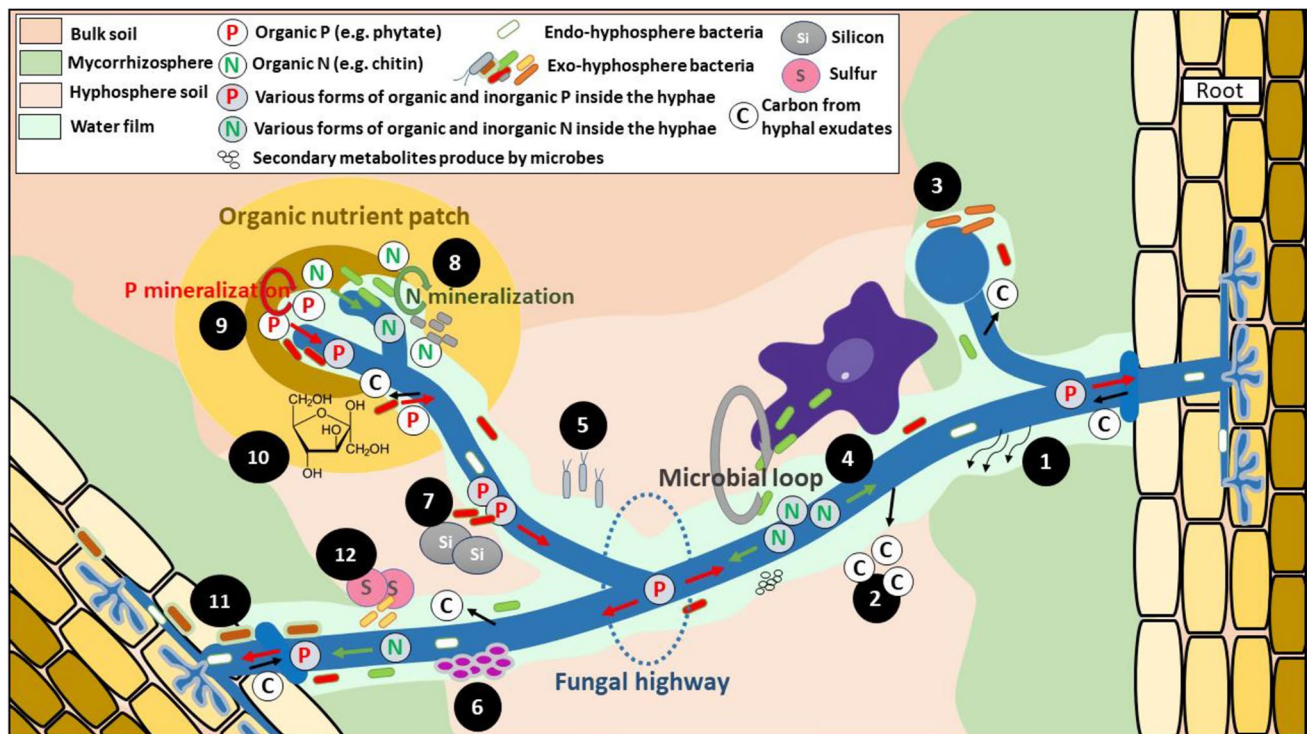 Bulk soil
Mycorrhizosphere
Hyphosphere soil
Water film
P Organic P (e.g. phytate)
N Organic N (e.g. chitin)
P Various forms of organic and inorganic P inside the hyphae
N Various forms of organic and inorganic N inside the hyphae
Secondary metabolites produce by microbes
Endo-hyphosphere bacteria
Exo-hyphosphere bacteria
Si Silicon
S Sulfur
C Carbon from
hyphal exudates
Root
3
Organic nutrient patch
N
N
8
P mineralization
P
N mineralization
C
9
P
P
N
N
C
P
CH₂OH
O
OH
HO
CH₂OH
OH
10
P
C
1
5
Microbial loop
4
7
P
P
Si
Si
N
N
N
C
C
C
2
12
S
S
C
P
11
P
N
C
6
Fungal highway